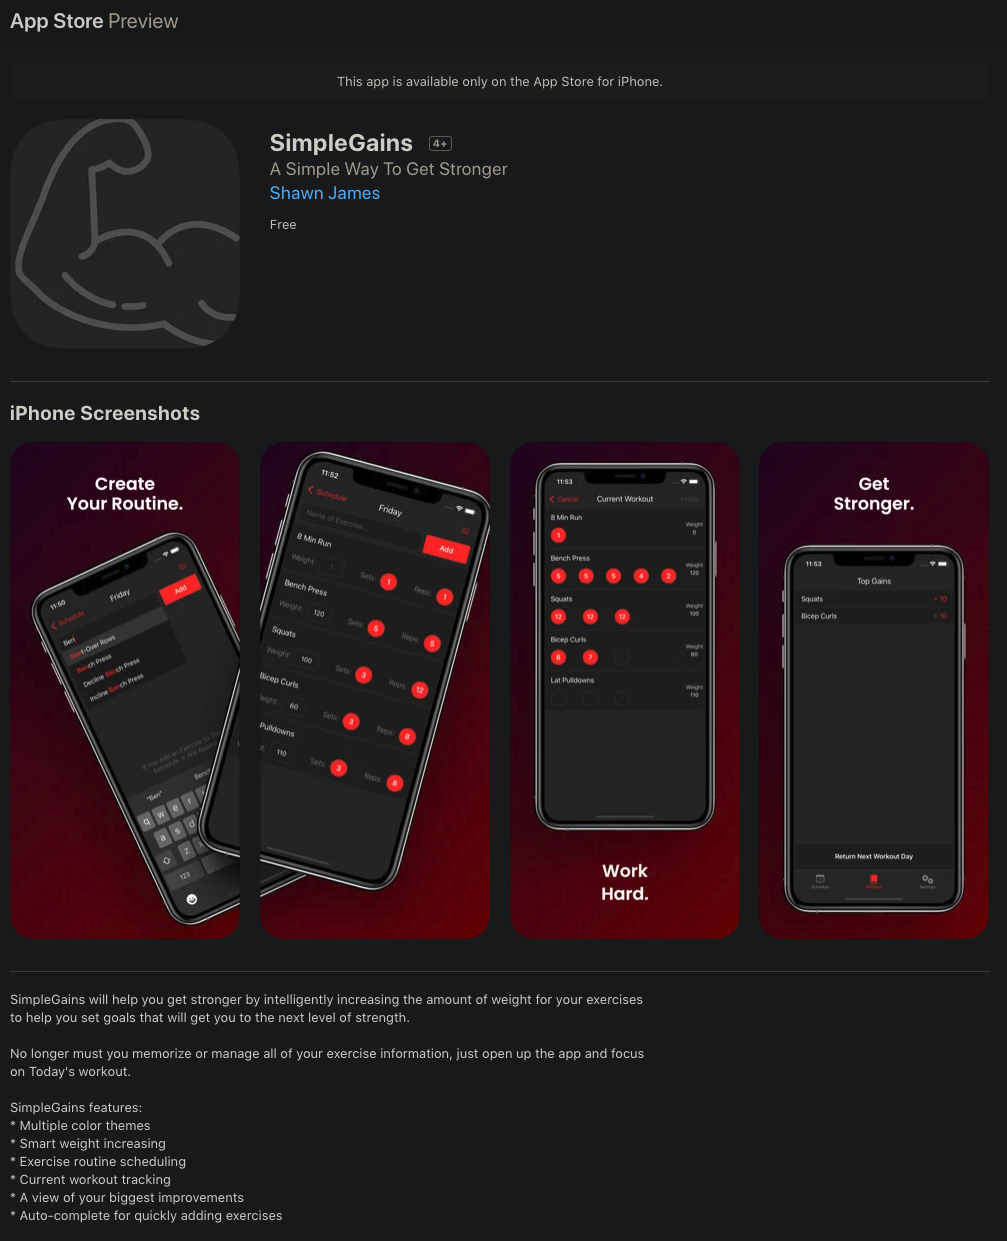 App Store Preview
This app is available only on the App Store for iPhone.
SimpleGains 4+
A Simple Way To Get Stronger
Shawn James
Free
iPhone Screenshots
Create
Your Routine.
11:50
Schedule
Friday
Add
Ben
Bent-Over Rows
Bench Press
Decline Bench Press
Incline Bench Press
"Ben"
Bench
q w e r
a s d
z
123
11:52
Schedule
Friday
Name of Exercise...
Add
8 Min Run
Weight: 1 Sets: 1 Reps: 1
Bench Press
Weight: 120 Sets: 5 Reps: 5
Squats
Weight: 100 Sets: 3 Reps: 12
Bicep Curls
eight: 60 Sets: 3 Reps: 8
Pulldowns
t: 110 Sets: 3 Reps: 8
11:53
Cancel Current Workout Finish
8 Min Run
1
Weight
0
Bench Press
5 5 5 4 2
Weight
120
Squats
12 12 12
Weight
100
Bicep Curls
8 7
Weight
60
Lat Pulldowns
Weight
110
Work
Hard.
Get
Stronger.
11:53
Top Gains
Squats + 10
Bicep Curls + 10
Return Next Workout Day
Schedule Workout Settings
SimpleGains will help you get stronger by intelligently increasing the amount of weight for your exercises
to help you set goals that will get you to the next level of strength.
No longer must you memorize or manage all of your exercise information, just open up the app and focus
on Today's workout.
SimpleGains features:
* Multiple color themes
* Smart weight increasing
* Exercise routine scheduling
* Current workout tracking
* A view of your biggest improvements
* Auto-complete for quickly adding exercises